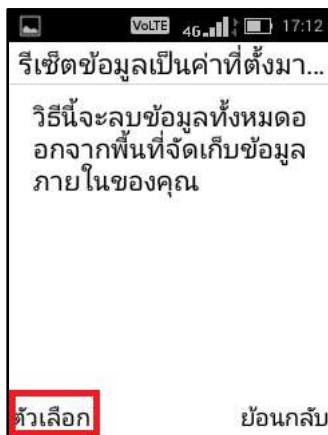 VoLTE 4G 17:12
รีเซ็ตข้อมูลเป็นค่าที่ตั้งมา...
วิธีนี้จะลบข้อมูลทั้งหมดอ
อกจากพื้นที่จัดเก็บข้อมูล
ภายในของคุณ
ตัวเลือก ย้อนกลับ